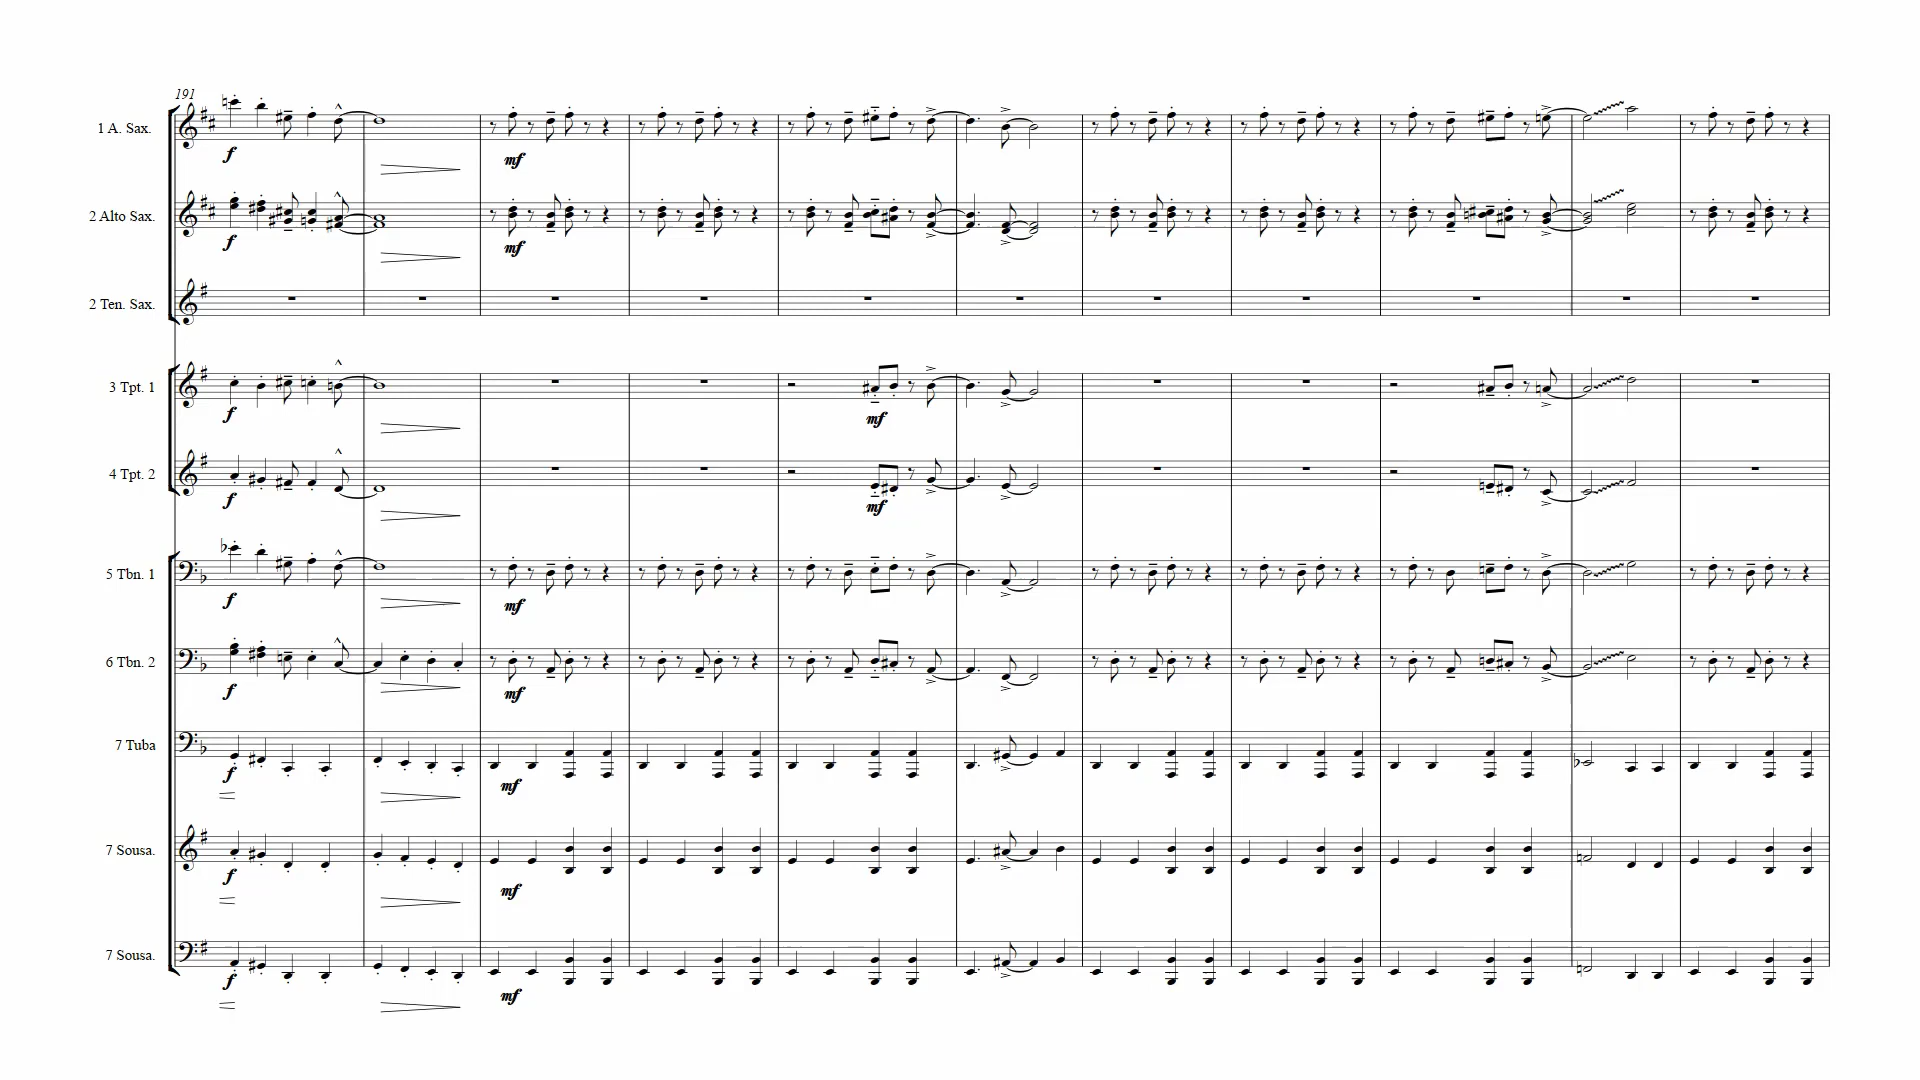 191
1 A. Sax.
f
mf
2 Alto Sax.
f
mf
2 Ten. Sax.
3 Tpt. 1
f
mf
4 Tpt. 2
f
mf
5 Tbn. 1
f
mf
6 Tbn. 2
f
mf
7 Tuba
f
mf
7 Sousa.
f
mf
7 Sousa.
f
mf